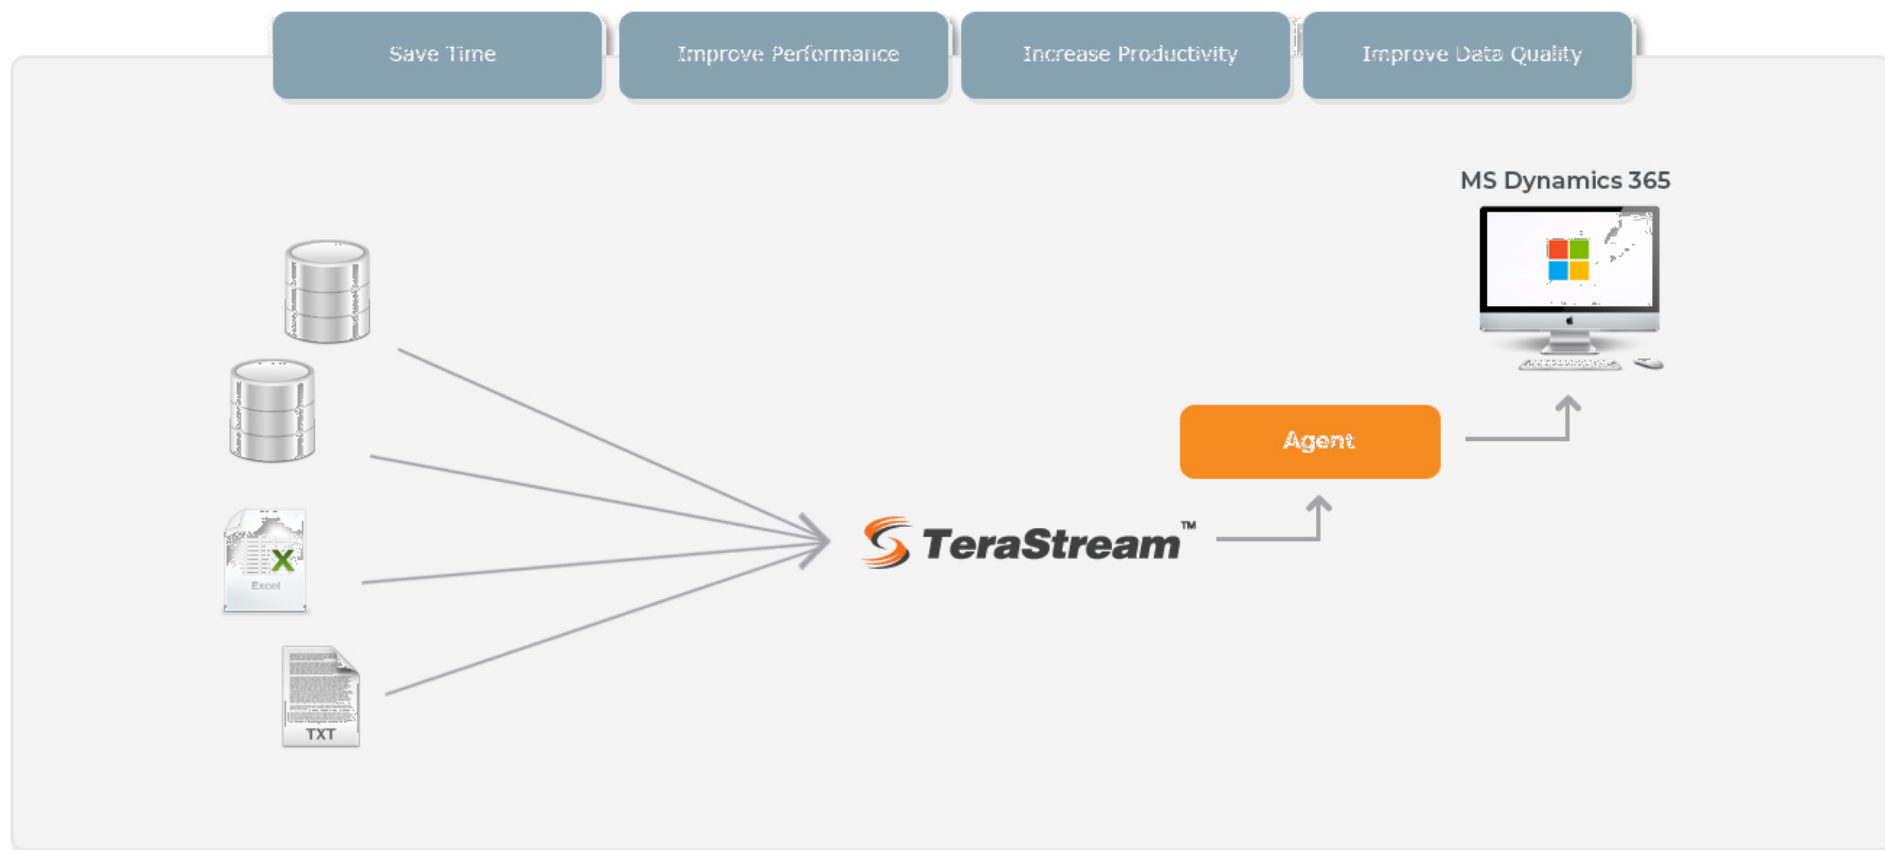 Save Time
Improve Performance
Increase Productivity
Improve Data Quality
MS Dynamics 365
Agent
TeraStream™
Excel
TXT